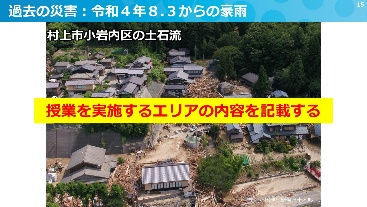 過去の災害：令和４年８.３からの豪雨
15
村上市小岩内区の土石流
授業を実施するエリアの内容を記載する